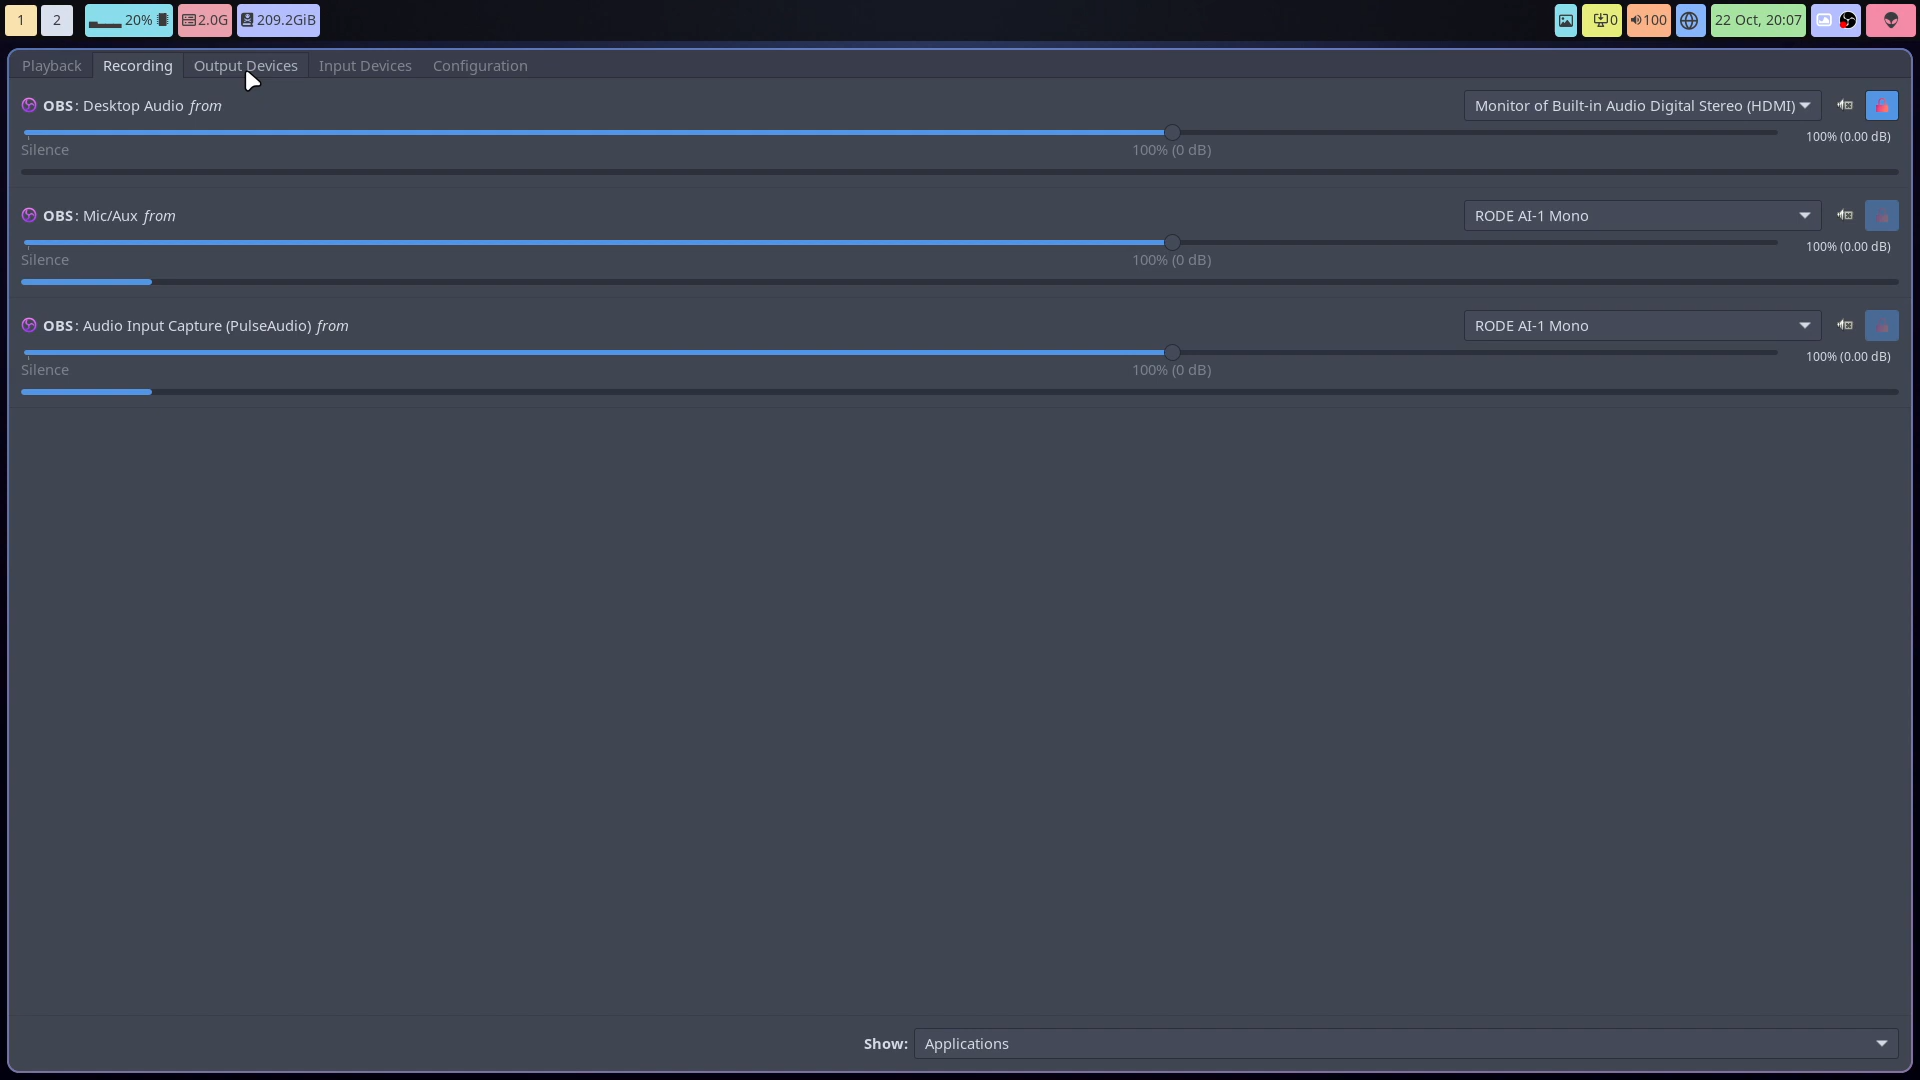 1 2 20% 2.0G 209.2GiB 0 100 22 Oct, 20:07
Playback Recording Output Devices Input Devices Configuration
OBS: Desktop Audio from Monitor of Built-in Audio Digital Stereo (HDMI)
100% (0.00 dB)
Silence 100% (0 dB)
OBS: Mic/Aux from RODE AI-1 Mono
100% (0.00 dB)
Silence 100% (0 dB)
OBS: Audio Input Capture (PulseAudio) from RODE AI-1 Mono
100% (0.00 dB)
Silence 100% (0 dB)
Show: Applications